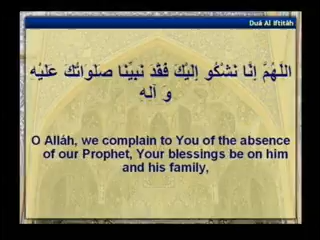 Duá Al Iftitáh
اللَّهُمَّ إِنَّا نَشْكُو إِلَيْكَ فَقْدَ نَبِيِّنَا صَلَوَاتُكَ عَلَيْهِ
وَ آلِهِ
O Alláh, we complain to You of the absence
of our Prophet, Your blessings be on him
and his family,